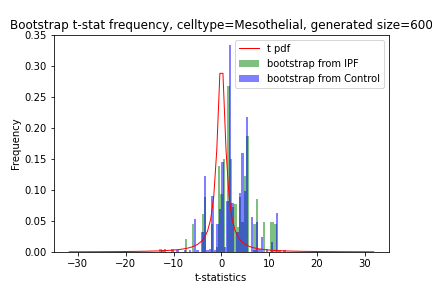 Bootstrap t-stat frequency, celltype=Mesothelial, generated size=600
0.35
0.30
0.25
0.20
0.15
0.10
0.05
0.00
Frequency
t pdf
bootstrap from IPF
bootstrap from Control
−30
−20
−10
0
10
20
30
t-statistics